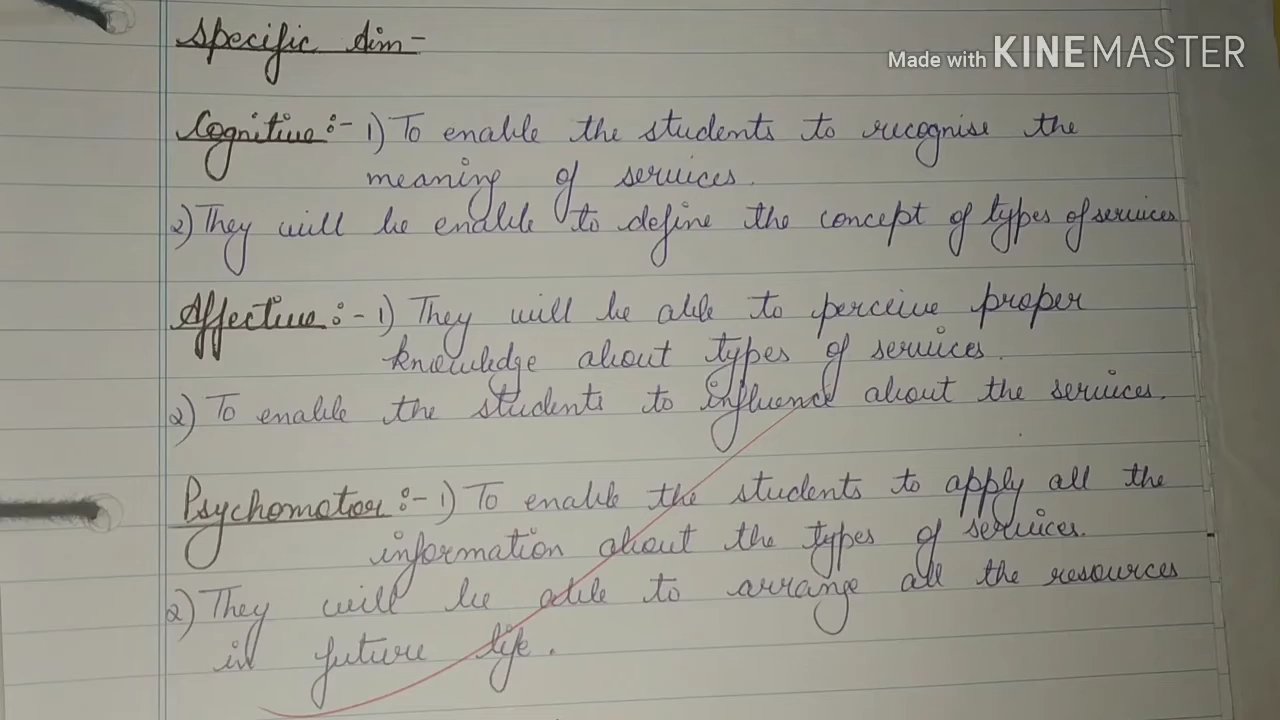 Specific Aim-
Made with KINEMASTER
Cognitive :- 1) To enable the students to recognise the
meaning of services.
2) They will be enable to define the concept of types of services
Affective :- 1) They will be able to perceive proper
knowledge about types of services.
2) To enable the students to influence about the services.
Psychomotor :- 1) To enable the students to apply all the
information about the types of services.
2) They will be able to arrange all the resources
in future life.